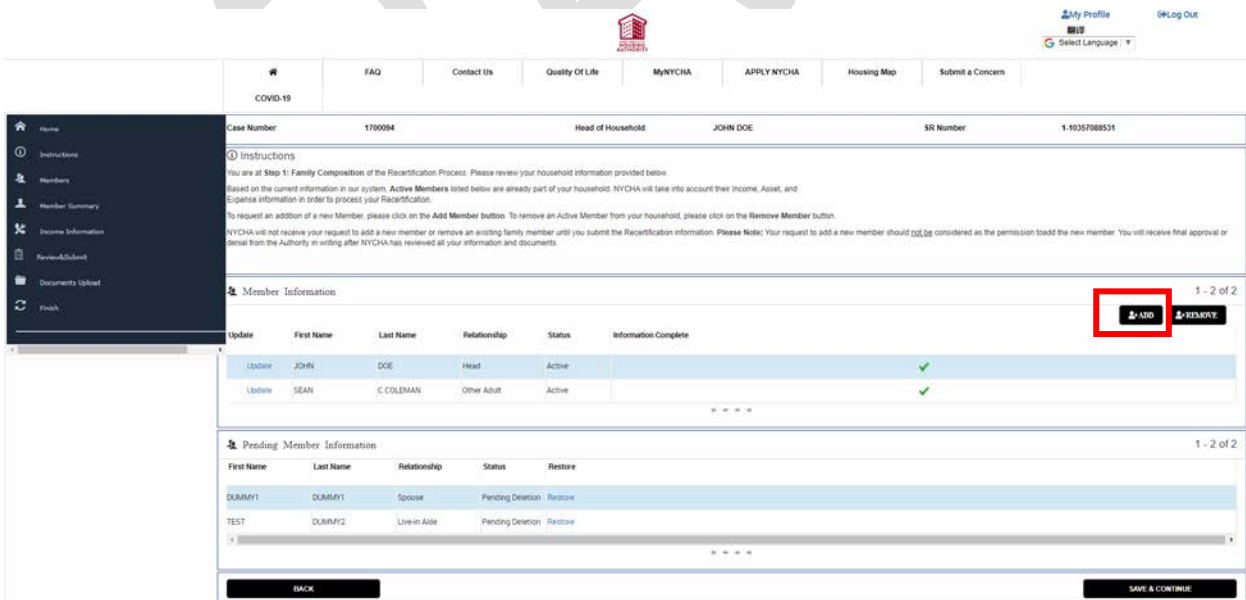 My Profile
Log Out
翻译
HOUSING
AUTHORITY
G Select Language ▼
FAQ
Contact Us
Quality Of Life
MyNYCHA
APPLY NYCHA
Housing Map
Submit a Concern
COVID-19
Home
Instructions
Members
Member Summary
Income Information
Review&Submit
Documents Upload
Finish
Case Number 1700094 Head of Household JOHN DOE SR Number 1-10357088531
Instructions
You are at Step 1: Family Composition of the Recertification Process. Please review your household information provided below.
Based on the current information in our system, Active Members listed below are already part of your household. NYCHA will take into account their Income, Asset, and
Expense information in order to process your Recertification.
To request an addition of a new Member, please click on the Add Member button. To remove an Active Member from your household, please click on the Remove Member button.
NYCHA will not receive your request to add a new member or remove an existing family member until you submit the Recertification information. Please Note: Your request to add a new member should not be considered as the permission toadd the new member. You will receive final approval or
denial from the Authority in writing after NYCHA has reviewed all your information and documents.
Member Information 1 - 2 of 2
ADD REMOVE
Update First Name Last Name Relationship Status Information Complete
Update JOHN DOE Head Active
Update SEAN C.COLEMAN Other Adult Active
Pending Member Information 1 - 2 of 2
First Name Last Name Relationship Status Restore
DUMMY1 DUMMY1 Spouse Pending Deletion Restore
TEST DUMMY2 Live-in Aide Pending Deletion Restore
BACK SAVE & CONTINUE